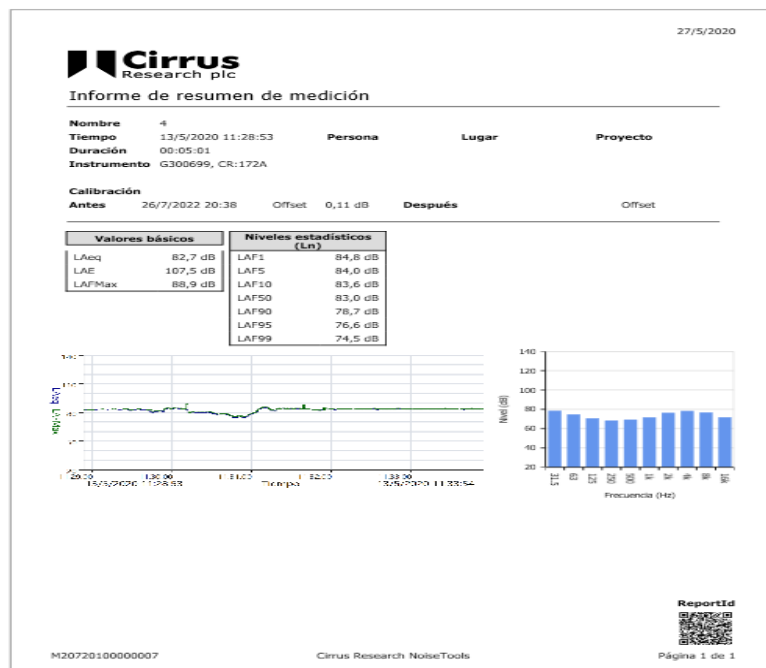 27/5/2020
Cirrus
Research plc
Informe de resumen de medición
Nombre 4
Tiempo 13/5/2020 11:28:53 Persona Lugar Proyecto
Duración 00:05:01
Instrumento G300699, CR:172A
Calibración
Antes 26/7/2022 20:38 Offset 0,11 dB Después Offset
Valores básicos
LAeq 82,7 dB
LAE 107,5 dB
LAFMax 88,9 dB
Niveles estadísticos
(Ln)
LAF1 84,8 dB
LAF5 84,0 dB
LAF10 83,6 dB
LAF50 83,0 dB
LAF90 78,7 dB
LAF95 76,6 dB
LAF99 74,5 dB
Tiempo
13/5/2020 11:33:54
140
120
100
80
60
40
20
Nivel (dB)
31.5 63 125 250 500 1k 2k 4k 8k 16k
Frecuencia (Hz)
ReportId
M20720100000007 Cirrus Research NoiseTools Página 1 de 1